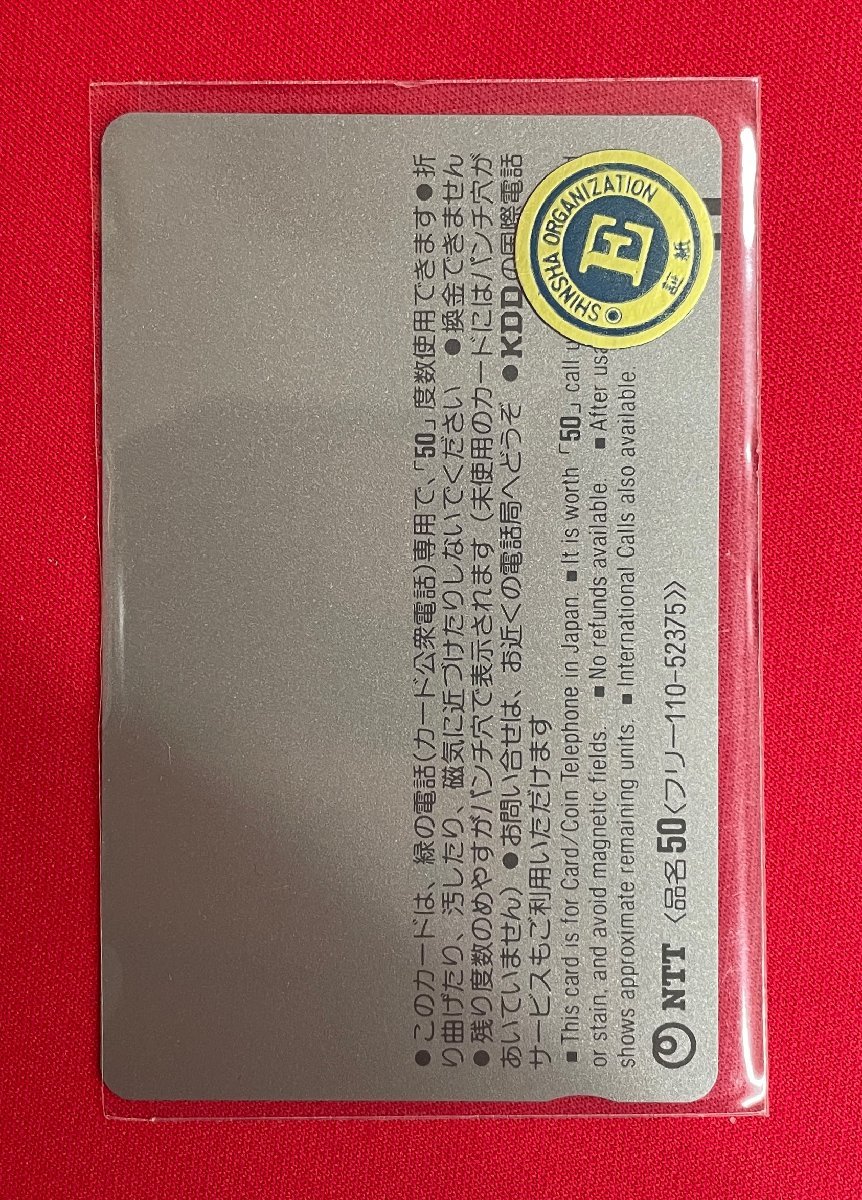 ●このカードは、緑の電話(カード公衆電話)専用で、「50」度数使用できます●折
り曲げたり、汚したり、磁気に近づけたりしないでください ●換金できません
●残り度数のめやすがパンチ穴で表示されます(未使用のカードにはパンチ穴が
あいていません)●お問い合せは、お近くの電話局へどうぞ ●KDDの国際電話
サービスもご利用いただけます
■This card is for Card/Coin Telephone in Japan. ■It is worth「50」call
or stain, and avoid magnetic fields. ■No refunds available. ■After
shows approximate remaining units. ■International Calls also available
NTT 〈品名50〈フリー110-52375〉〉
SHINSHA ORGANIZATION
E
証紙